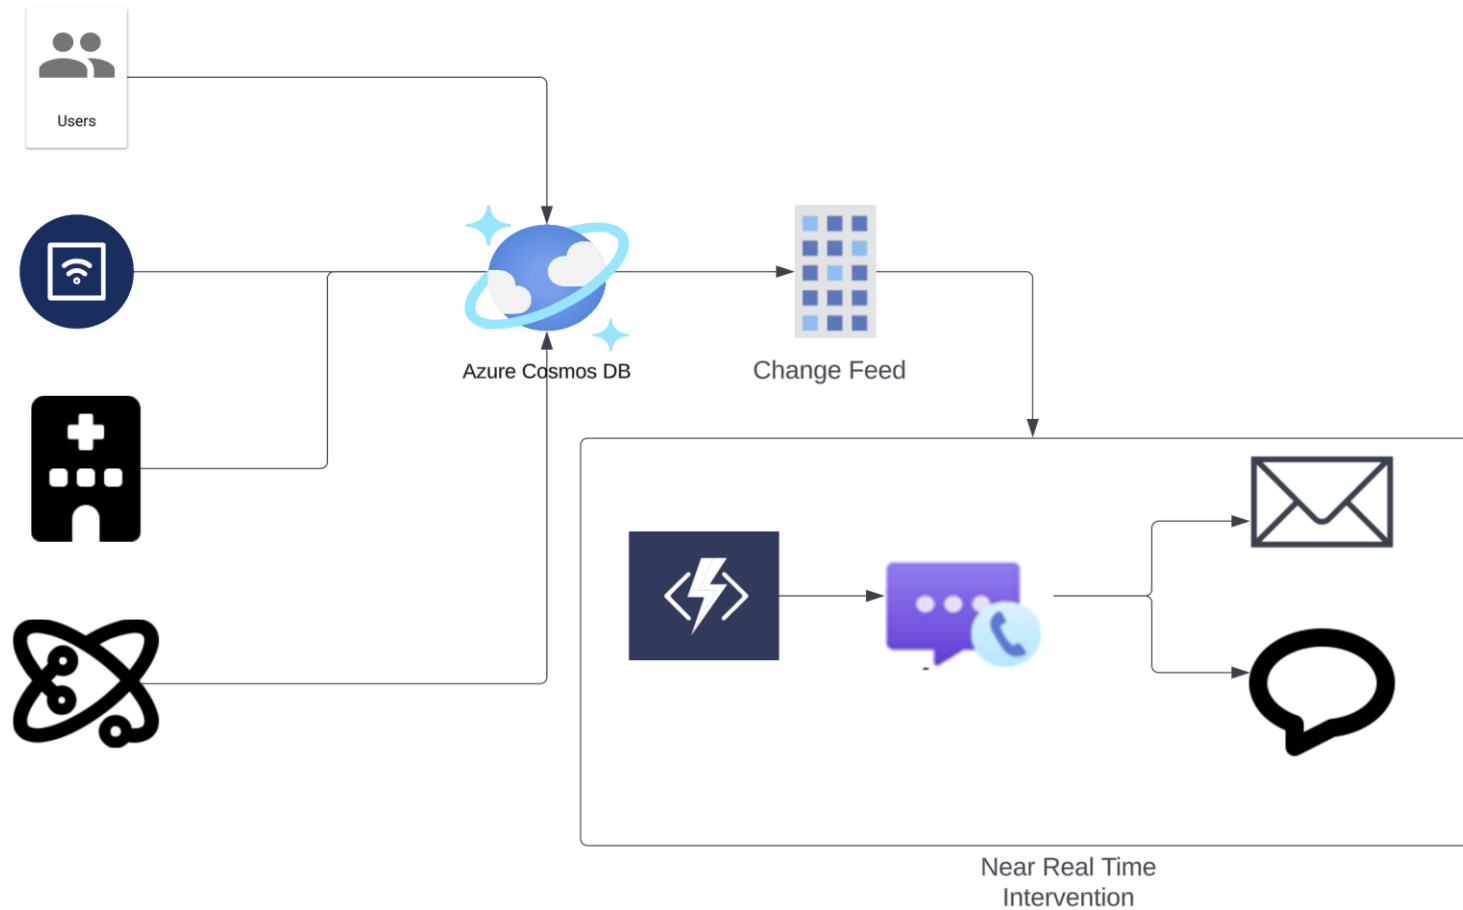 Users
Azure Cosmos DB
Change Feed
Near Real Time
Intervention